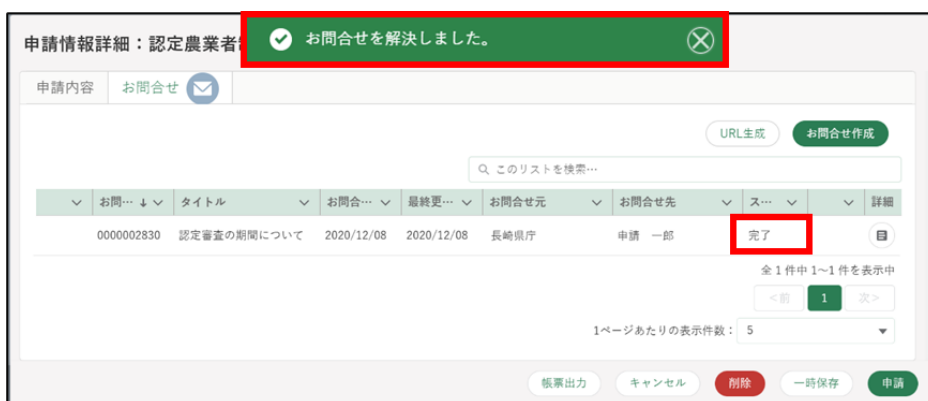 お問合せを解決しました。
申請情報詳細：認定農業者
申請内容 お問合せ
URL生成 お問合せ作成
このリストを検索…
お問… ↓ タイトル お問合… 最終更… お問合せ元 お問合せ先 ス… 詳細
0000002830 認定審査の期間について 2020/12/08 2020/12/08 長崎県庁 申請 一郎 完了
全 1 件中 1～1 件を表示中
<前 1 次>
1ページあたりの表示件数： 5
帳票出力 キャンセル 削除 一時保存 申請